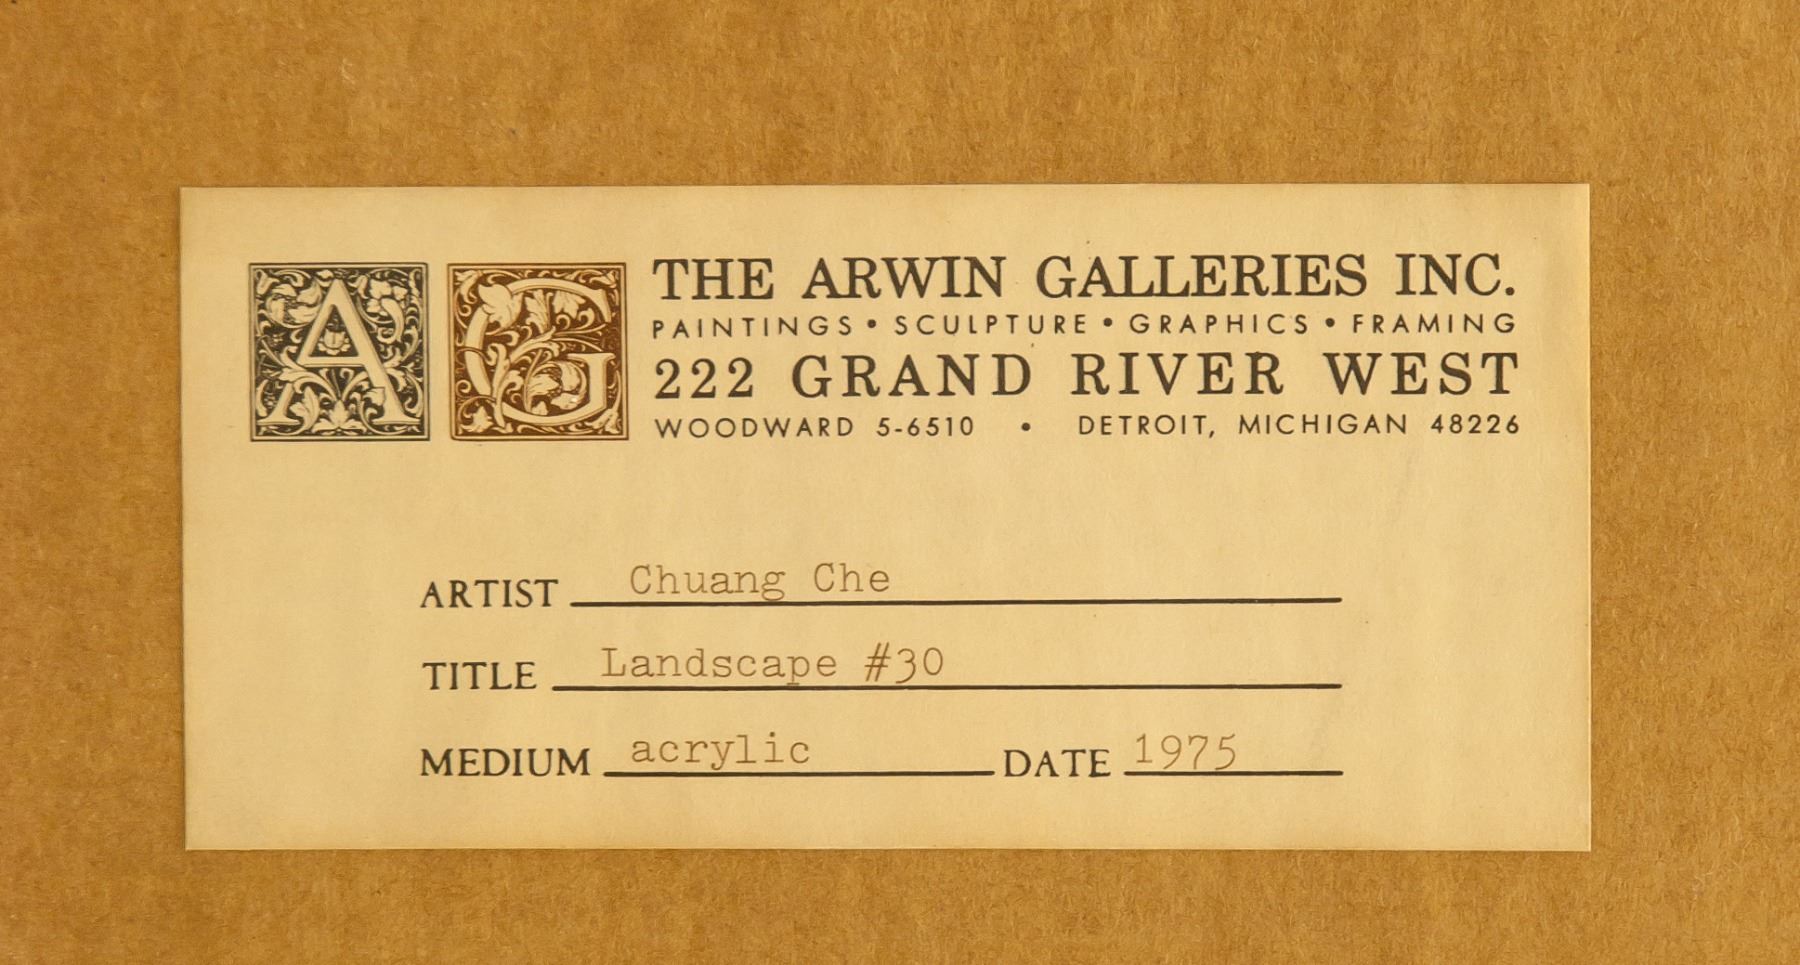 A G THE ARWIN GALLERIES INC.
PAINTINGS • SCULPTURE • GRAPHICS • FRAMING
222 GRAND RIVER WEST
WOODWARD 5-6510 • DETROIT, MICHIGAN 48226
ARTIST Chuang Che
TITLE Landscape #30
MEDIUM acrylic DATE 1975